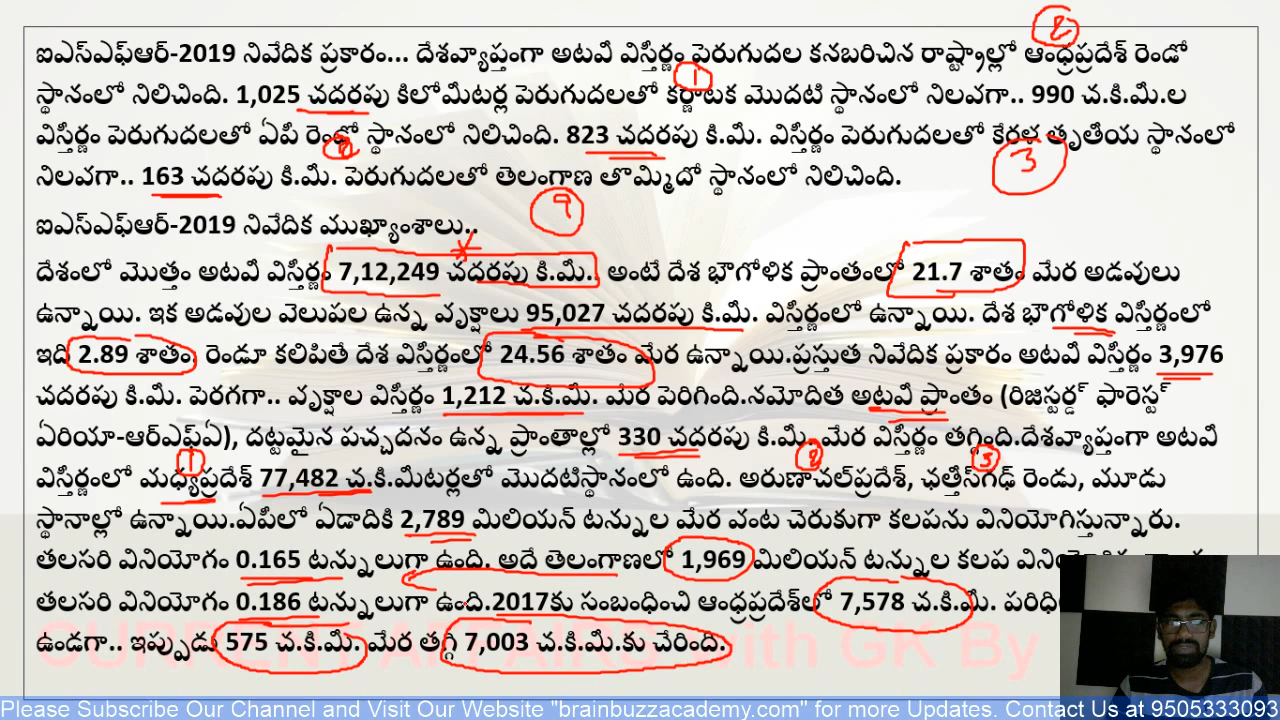 ఐఎస్ఎఫ్ఆర్-2019 నివేదిక ప్రకారం... దేశవ్యాప్తంగా అటవీ విస్తీర్ణం పెరుగుదల కనబరిచిన రాష్ట్రాల్లో ఆంధ్రప్రదేశ్ రెండో
స్థానంలో నిలిచింది. 1,025 చదరపు కిలోమీటర్ల పెరుగుదలతో కర్ణాటక మొదటి స్థానంలో నిలవగా.. 990 చ.కి.మీ.ల
విస్తీర్ణం పెరుగుదలతో ఏపీ రెండో స్థానంలో నిలిచింది. 823 చదరపు కి.మీ. విస్తీర్ణం పెరుగుదలతో కేరళ తృతీయ స్థానంలో
నిలవగా.. 163 చదరపు కి.మీ. పెరుగుదలతో తెలంగాణ తొమ్మిదో స్థానంలో నిలిచింది.
ఐఎస్ఎఫ్ఆర్-2019 నివేదిక ముఖ్యాంశాలు..
దేశంలో మొత్తం అటవీ విస్తీర్ణం 7,12,249 చదరపు కి.మీ.. అంటే దేశ భౌగోళిక ప్రాంతంలో 21.7 శాతం మేర అడవులు
ఉన్నాయి. ఇక అడవుల వెలుపల ఉన్న వృక్షాలు 95,027 చదరపు కి.మీ. విస్తీర్ణంలో ఉన్నాయి. దేశ భౌగోళిక విస్తీర్ణంలో
ఇది 2.89 శాతం. రెండూ కలిపితే దేశ విస్తీర్ణంలో 24.56 శాతం మేర ఉన్నాయి.ప్రస్తుత నివేదిక ప్రకారం అటవీ విస్తీర్ణం 3,976
చదరపు కి.మీ. పెరగగా.. వృక్షాల విస్తీర్ణం 1,212 చ.కి.మీ. మేర పెరిగింది.నమోదిత అటవీ ప్రాంతం (రిజిస్టర్డ్ ఫారెస్ట్
ఏరియా-ఆర్ఎఫ్ఏ), దట్టమైన పచ్చదనం ఉన్న ప్రాంతాల్లో 330 చదరపు కి.మీ. మేర విస్తీర్ణం తగ్గింది.దేశవ్యాప్తంగా అటవీ
విస్తీర్ణంలో మధ్యప్రదేశ్ 77,482 చ.కి.మీటర్లతో మొదటిస్థానంలో ఉంది. అరుణాచల్ప్రదేశ్, ఛత్తీస్గఢ్ రెండు, మూడు
స్థానాల్లో ఉన్నాయి.ఏపీలో ఏడాదికి 2,789 మిలియన్ టన్నుల మేర వంట చెరుకుగా కలపను వినియోగిస్తున్నారు.
తలసరి వినియోగం 0.165 టన్నులుగా ఉంది. అదే తెలంగాణలో 1,969 మిలియన్ టన్నుల కలప
తలసరి వినియోగం 0.186 టన్నులుగా ఉంది.2017కు సంబంధించి ఆంధ్రప్రదేశ్లో 7,578 చ.కి.మీ.
ఉండగా.. ఇప్పుడు 575 చ.కి.మీ. మేర తగ్గి 7,003 చ.కి.మీ.కు చేరింది.
CURRENT AFFAIRS with GK By
Please Subscribe Our Channel and Visit Our Website "brainbuzzacademy.com" for more Updates. Contact Us at 9505333093